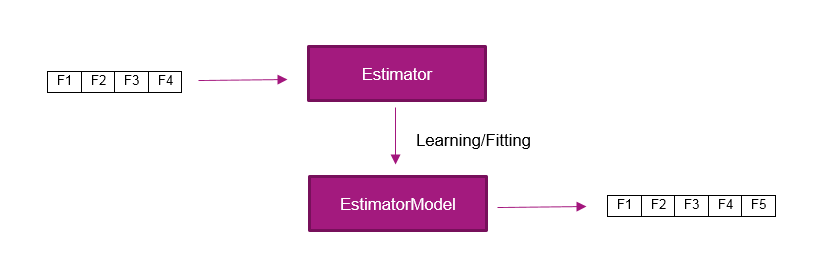 F1 F2 F3 F4
Estimator
Learning/Fitting
EstimatorModel
F1 F2 F3 F4 F5